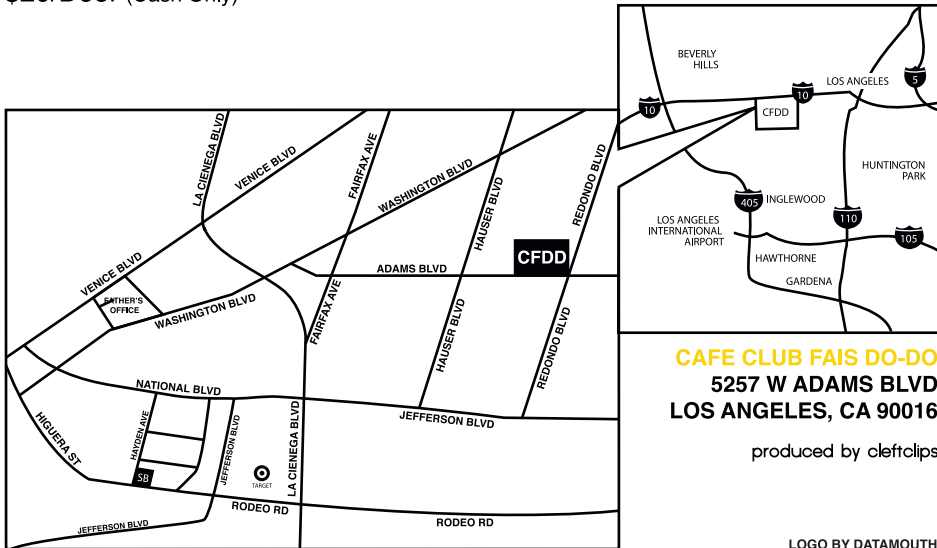 (Cash Only)
BEVERLY
HILLS
LOS ANGELES
5
10
10
CFDD
HUNTINGTON
PARK
405
INGLEWOOD
110
LOS ANGELES
INTERNATIONAL
AIRPORT
105
HAWTHORNE
GARDENA
LA CIENEGA BLVD
VENICE BLVD
FAIRFAX AVE
WASHINGTON BLVD
HAUSER BLVD
REDONDO BLVD
CFDD
ADAMS BLVD
VENICE BLVD
FATHER'S
OFFICE
WASHINGTON BLVD
FAIRFAX AVE
HAUSER BLVD
REDONDO BLVD
NATIONAL BLVD
JEFFERSON BLVD
HIGUERA ST
HAYDEN AVE
JEFFERSON BLVD
LA CIENEGA BLVD
SB
TARGET
RODEO RD
RODEO RD
JEFFERSON BLVD
CAFE CLUB FAIS DO-DO
5257 W ADAMS BLVD
LOS ANGELES, CA 90016
produced by cleftclips
LOGO BY DATAMOUTH